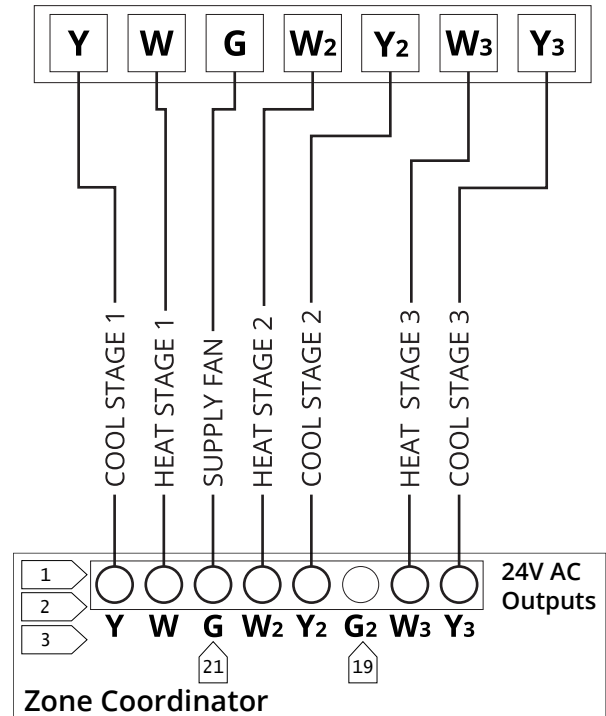 Y W G W2 Y2 W3 Y3
COOL STAGE 1
HEAT STAGE 1
SUPPLY FAN
HEAT STAGE 2
COOL STAGE 2
HEAT STAGE 3
COOL STAGE 3
1
2
3
24V AC
Outputs
Y W G W2 Y2 G2 W3 Y3
21
19
Zone Coordinator